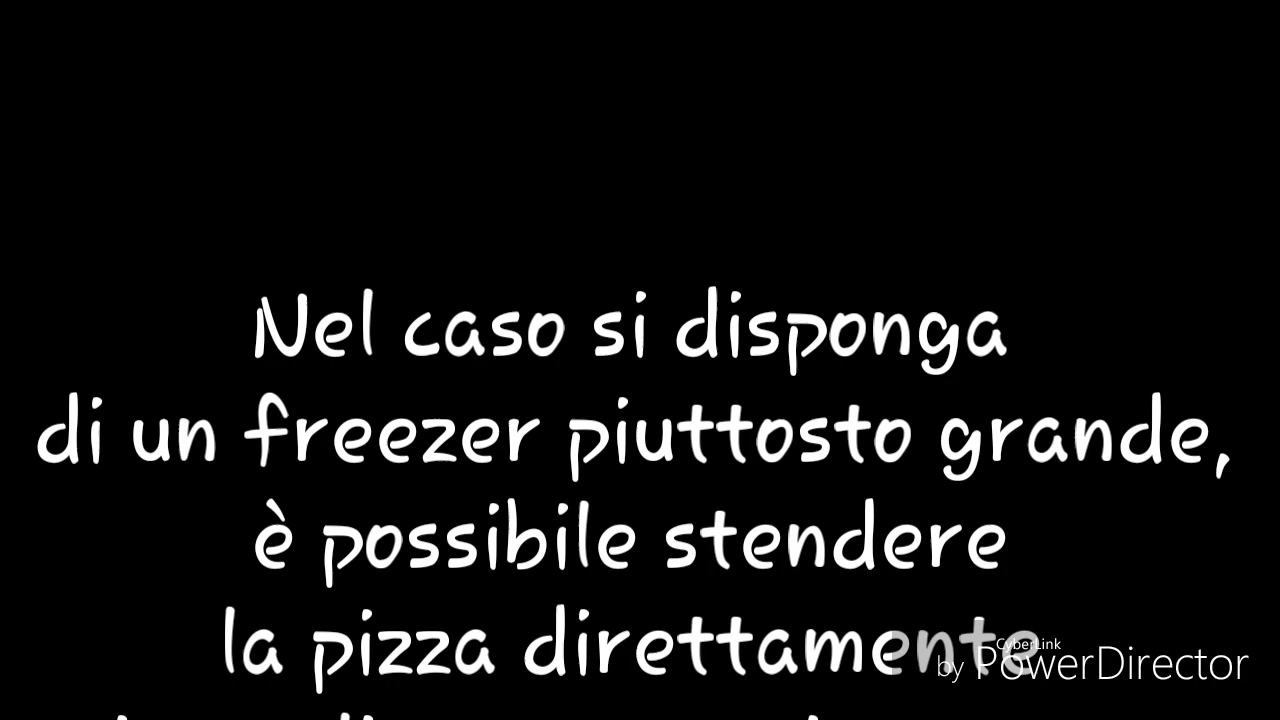 Nel caso si disponga
di un freezer piuttosto grande,
è possibile stendere
la pizza direttamente
CyberLink
by PowerDirector